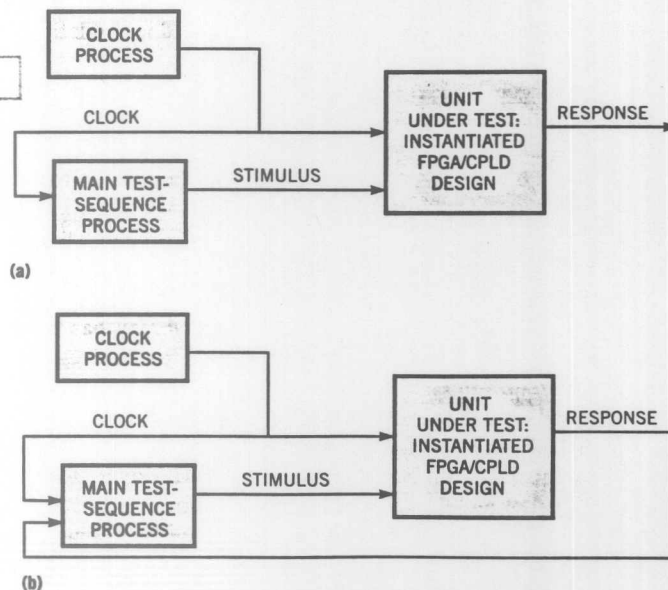 CLOCK
PROCESS
CLOCK
MAIN TEST-
SEQUENCE
PROCESS
STIMULUS
UNIT
UNDER TEST:
INSTANTIATED
FPGA/CPLD
DESIGN
RESPONSE
(a)
CLOCK
PROCESS
CLOCK
MAIN TEST-
SEQUENCE
PROCESS
STIMULUS
UNIT
UNDER TEST:
INSTANTIATED
FPGA/CPLD
DESIGN
RESPONSE
(b)